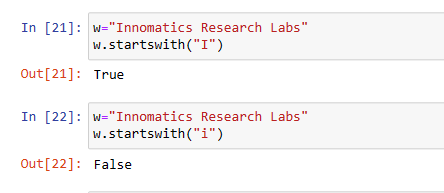 In [21]: w="Innomatics Research Labs"
w.startswith("I")
Out[21]: True
In [22]: w="Innomatics Research Labs"
w.startswith("i")
Out[22]: False